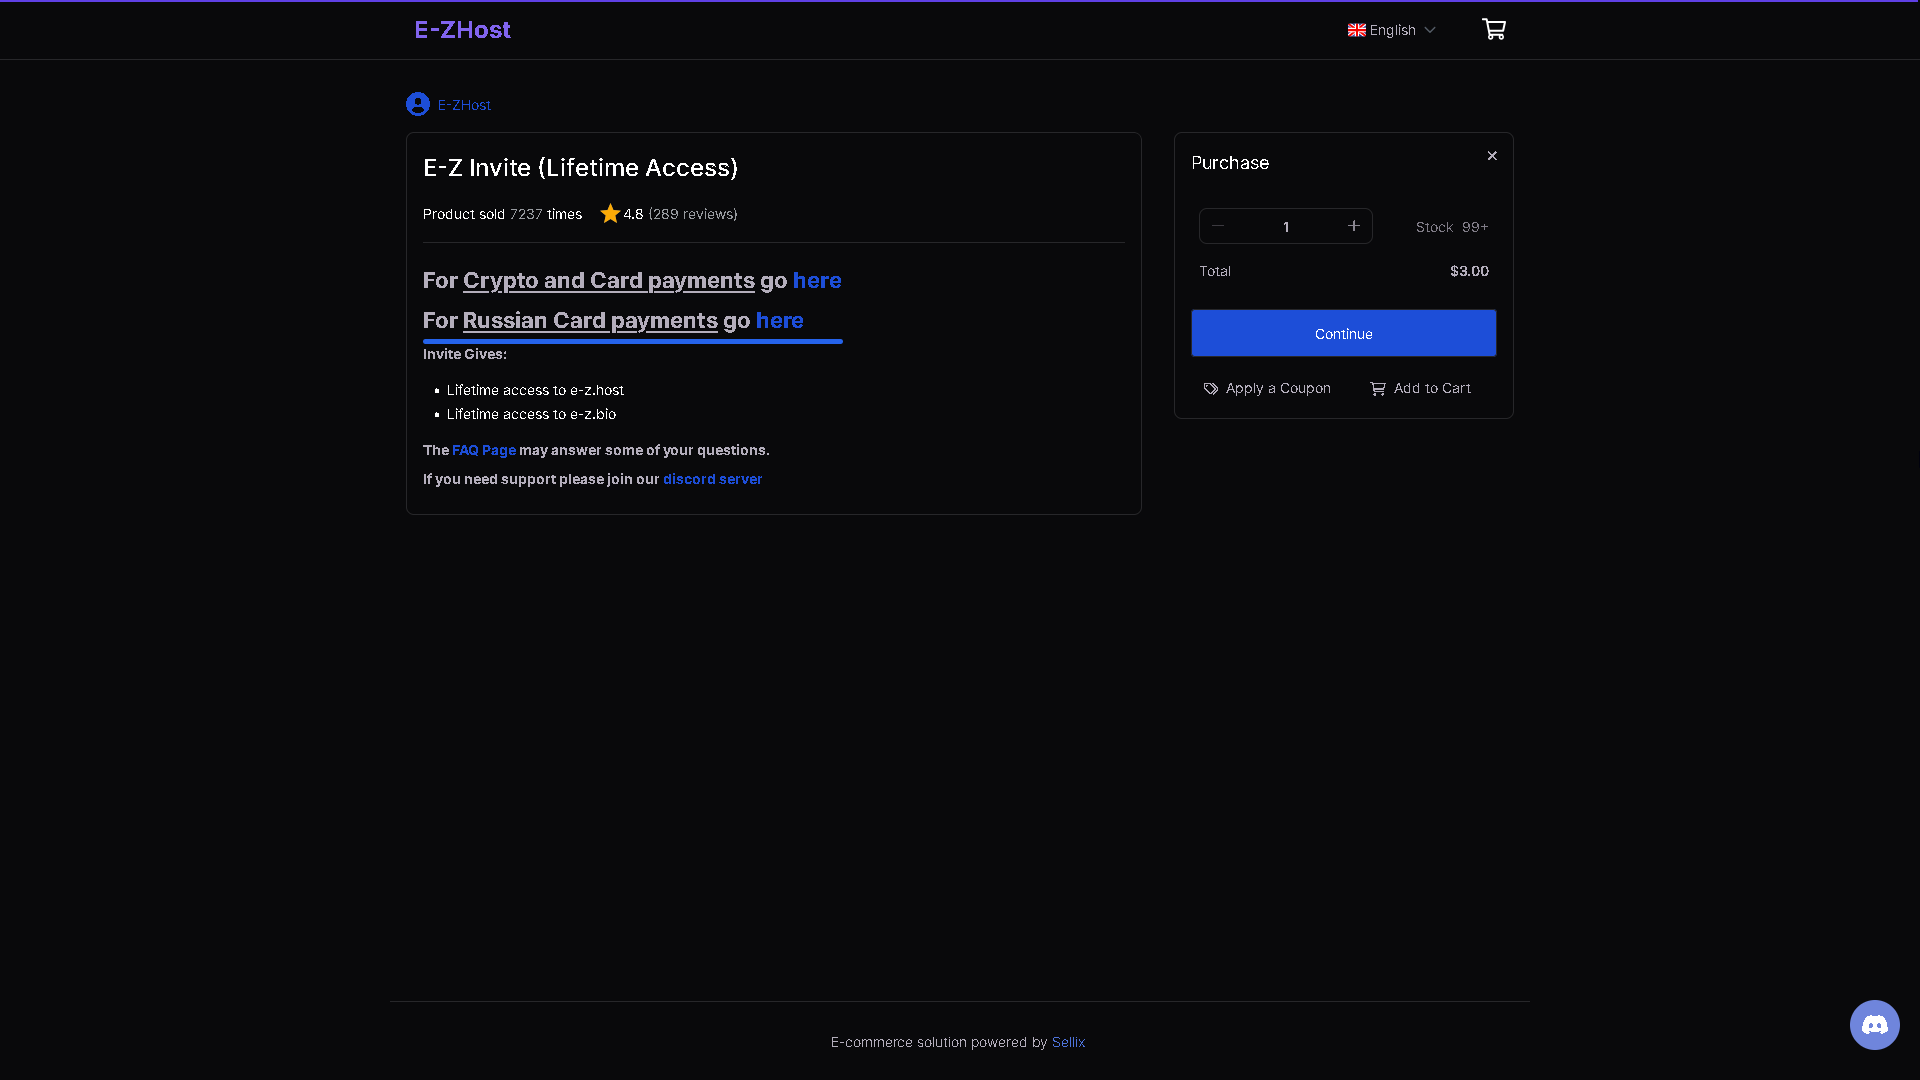 E-ZHost
English
E-ZHost
E-Z Invite (Lifetime Access)
Product sold 7237 times 4.8 (289 reviews)
For Crypto and Card payments go here
For Russian Card payments go here
Invite Gives:
Lifetime access to e-z.host
Lifetime access to e-z.bio
The FAQ Page may answer some of your questions.
If you need support please join our discord server
Purchase
1
Stock 99+
Total $3.00
Continue
Apply a Coupon
Add to Cart
E-commerce solution powered by Sellix